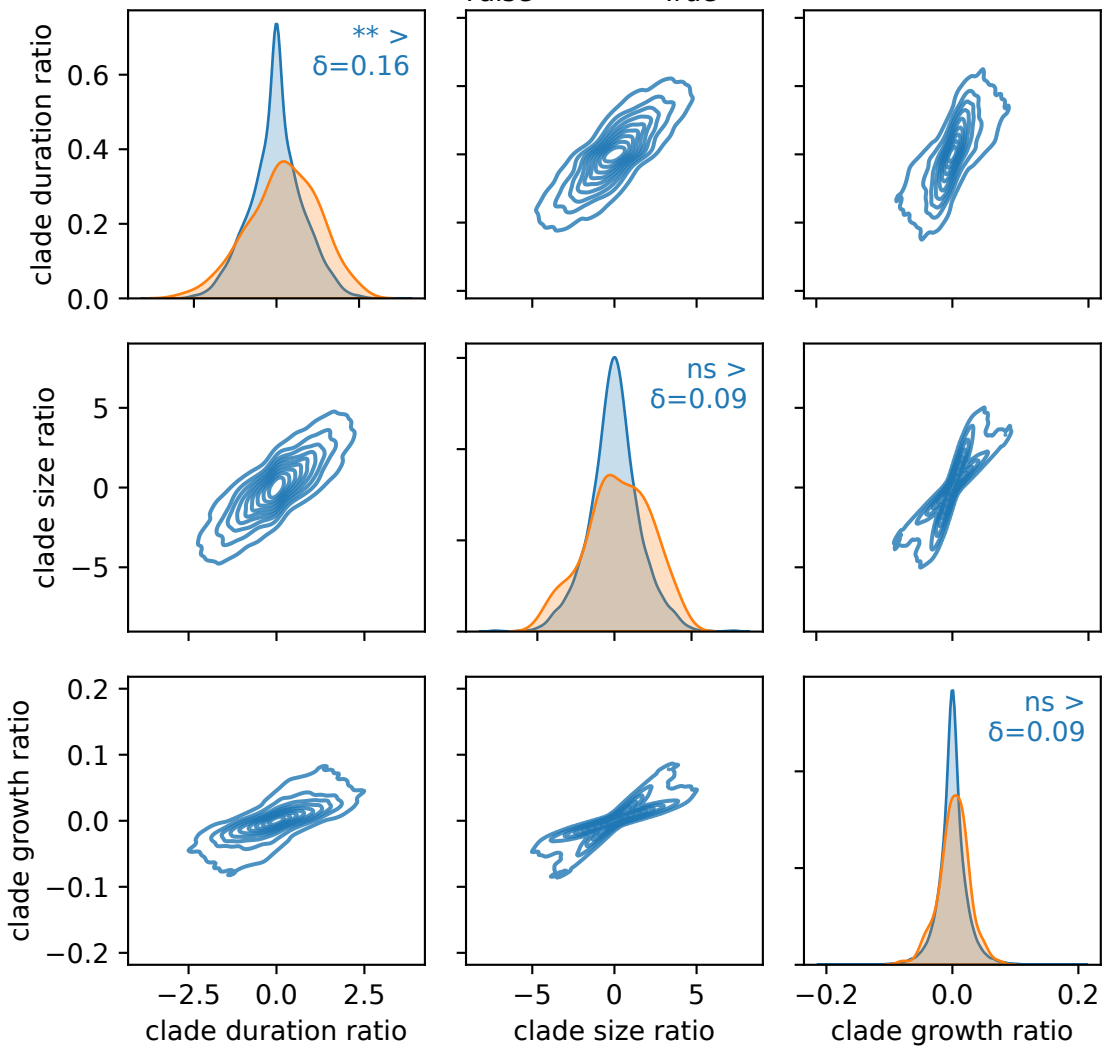 False True
clade duration ratio
0.6
0.4
0.2
0.0
** >
δ=0.16
clade size ratio
5
0
−5
ns >
δ=0.09
clade growth ratio
0.2
0.1
0.0
−0.1
−0.2
ns >
δ=0.09
−2.5 0.0 2.5
−5 0 5
−0.2 0.0 0.2
clade duration ratio
clade size ratio
clade growth ratio